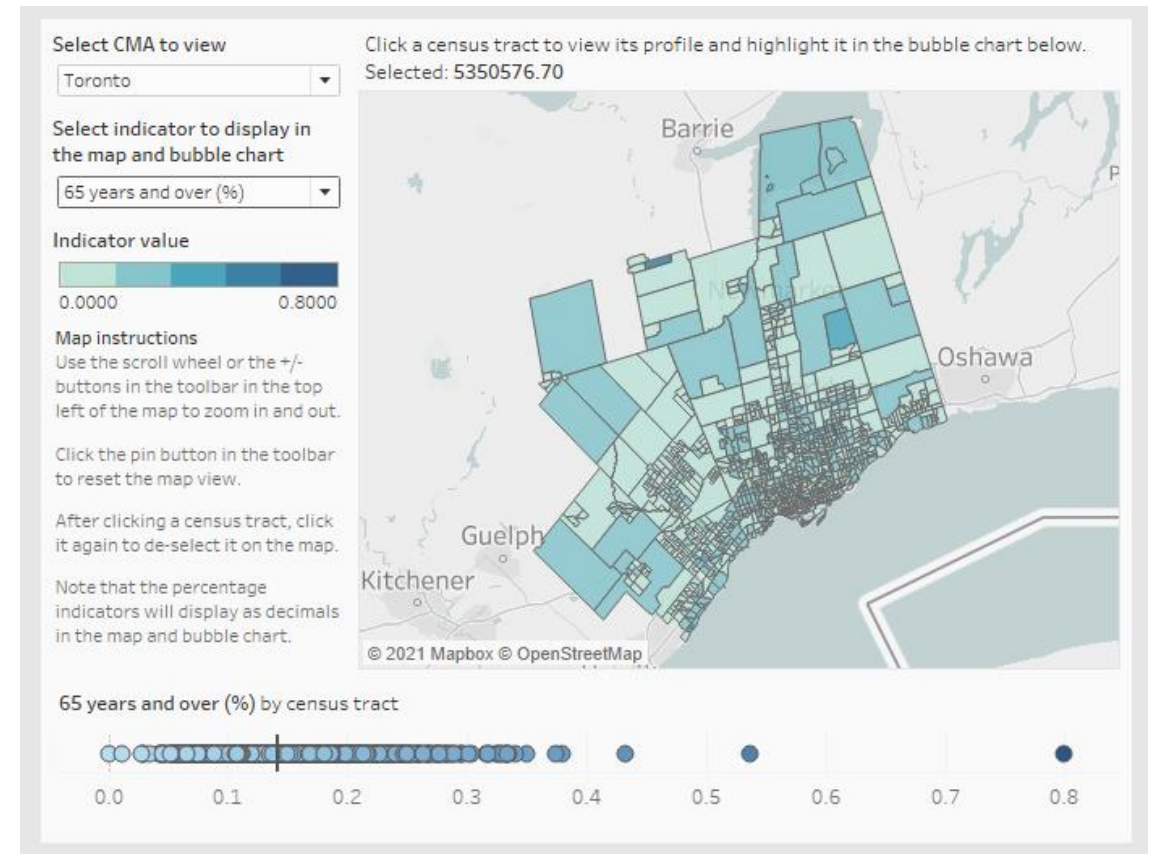 Select CMA to view
Toronto
Select indicator to display in
the map and bubble chart
65 years and over (%)
Indicator value
0.0000 0.8000
Map instructions
Use the scroll wheel or the +/-
buttons in the toolbar in the top
left of the map to zoom in and out.
Click the pin button in the toolbar
to reset the map view.
After clicking a census tract, click
it again to de-select it on the map.
Note that the percentage
indicators will display as decimals
in the map and bubble chart.
Click a census tract to view its profile and highlight it in the bubble chart below.
Selected: 5350576.70
Barrie
P
Oshawa
Guelph
Kitchener
© 2021 Mapbox © OpenStreetMap
65 years and over (%) by census tract
0.0 0.1 0.2 0.3 0.4 0.5 0.6 0.7 0.8